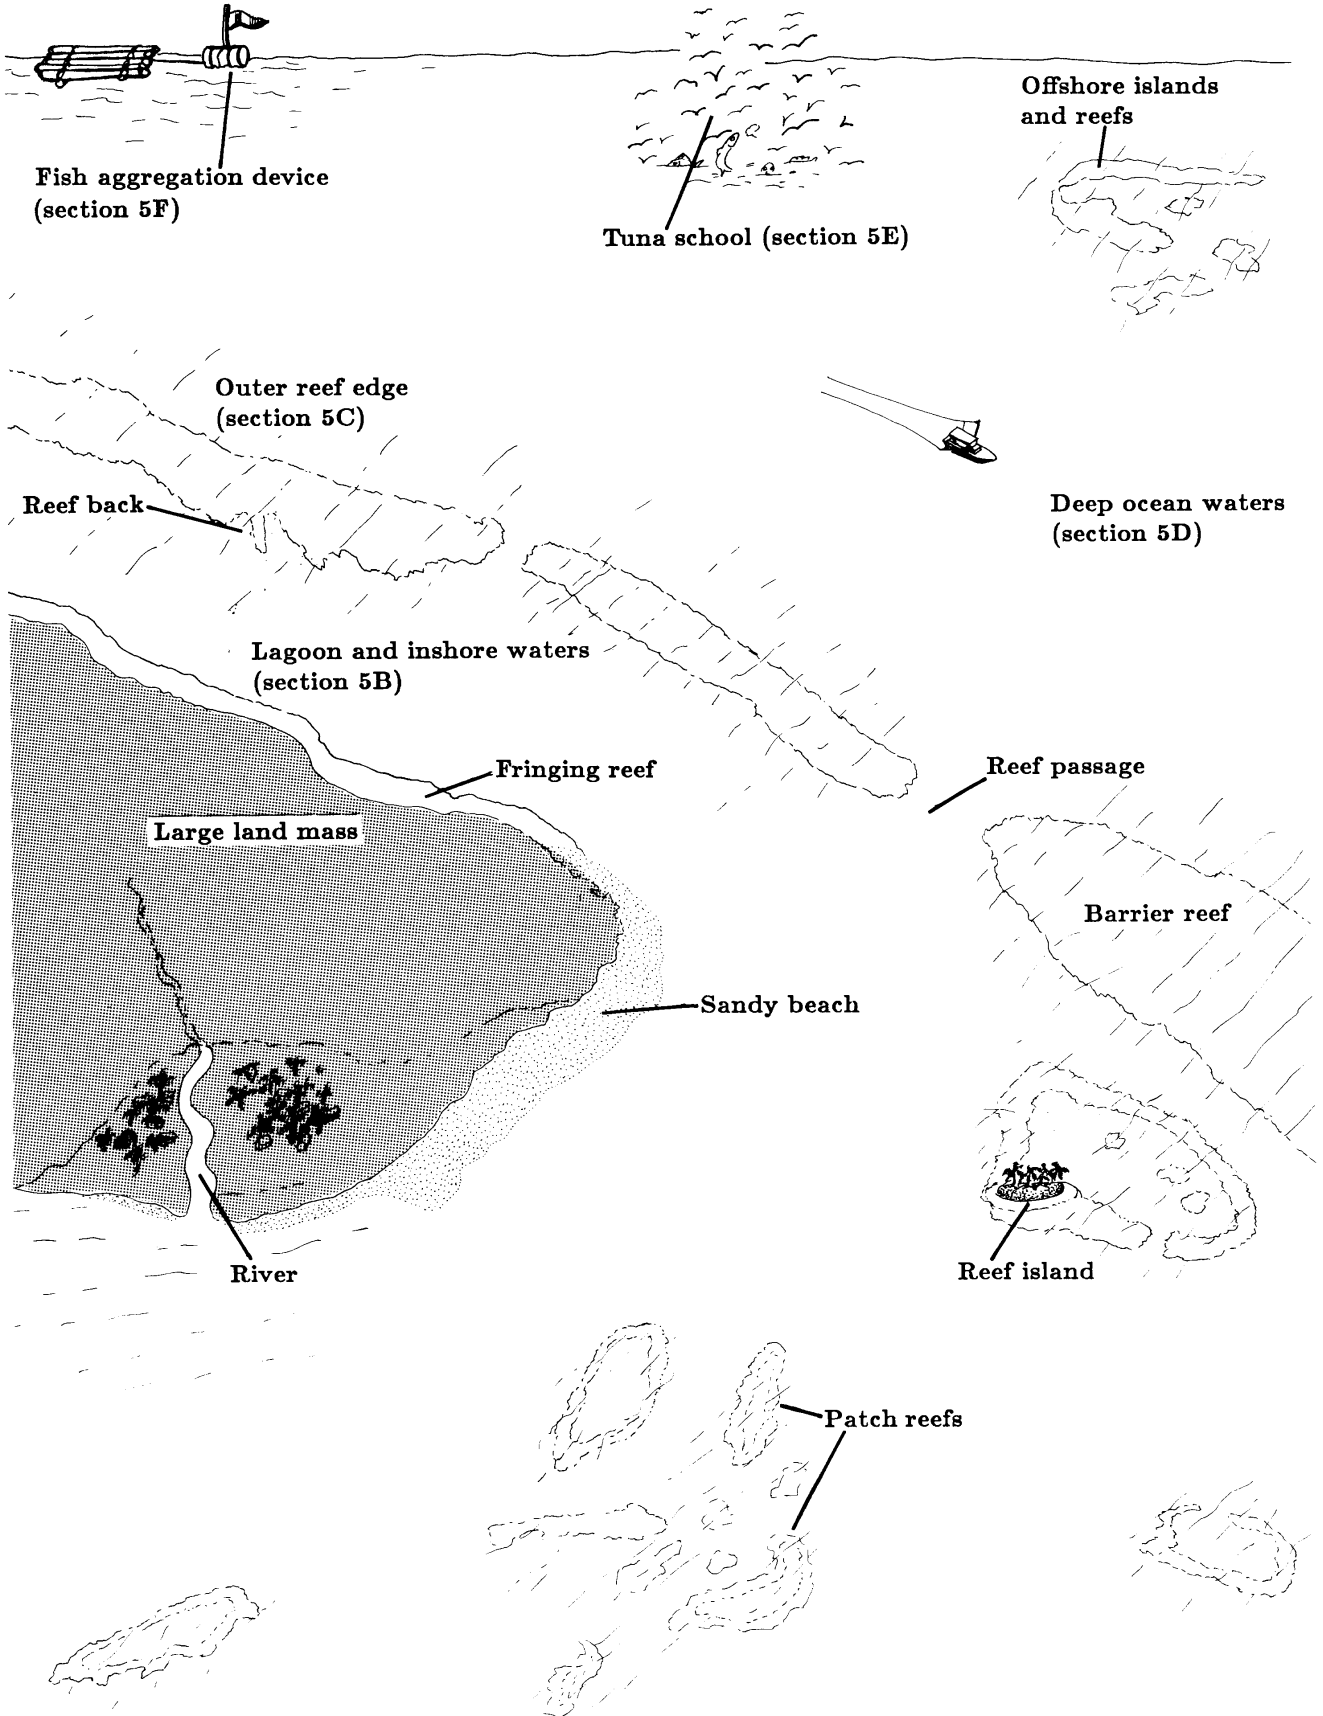 Offshore islands
and reefs
Fish aggregation device
(section 5F)
Tuna school (section 5E)
Outer reef edge
(section 5C)
Reef back
Deep ocean waters
(section 5D)
Lagoon and inshore waters
(section 5B)
Fringing reef
Reef passage
Large land mass
Barrier reef
Sandy beach
River
Reef island
Patch reefs